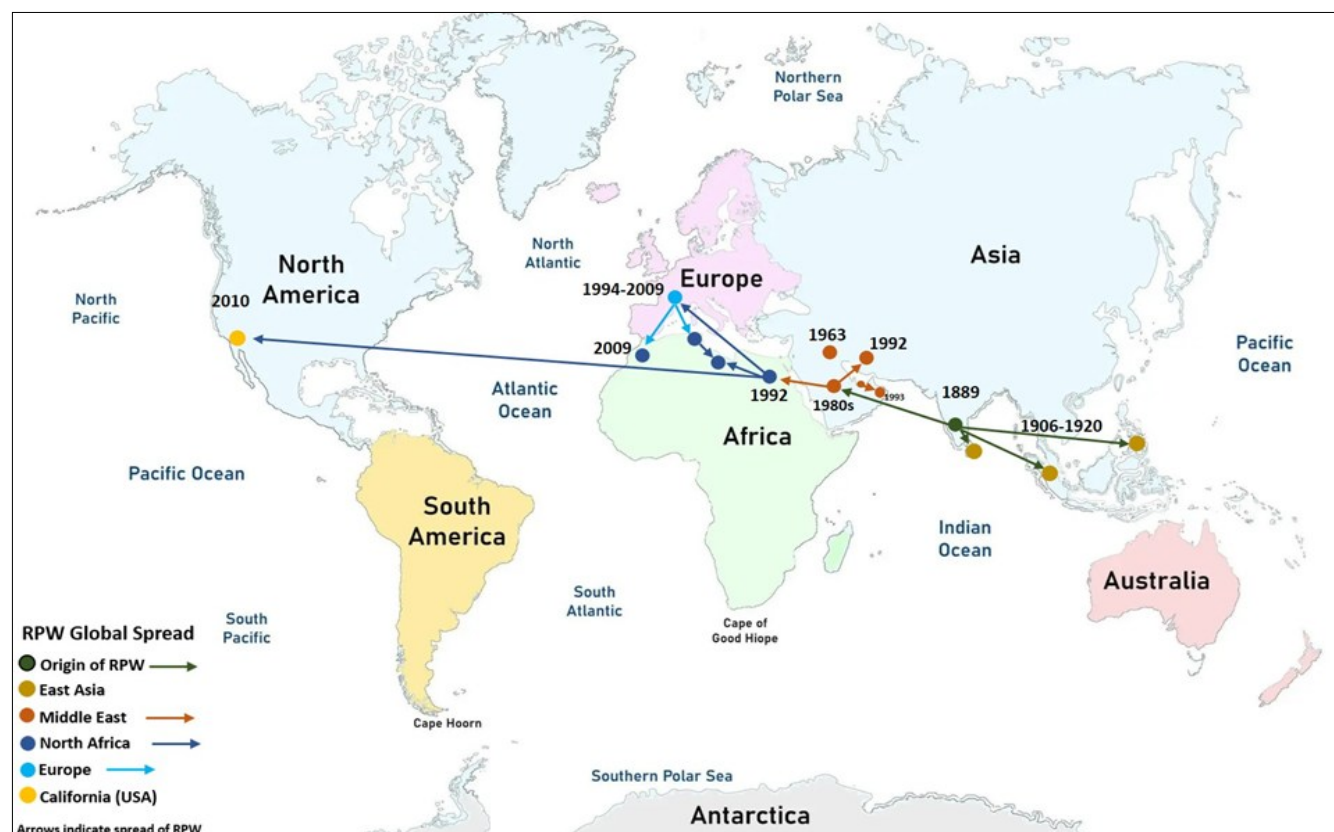 Northern
Polar Sea
North
Atlantic
Asia
North
America
Europe
1994-2009
2010
North
Pacific
1963
1992
Pacific
Ocean
2009
Atlantic
Ocean
1992
1980s
1993
1889
1906-1920
Africa
Pacific Ocean
South
America
Indian
Ocean
Australia
South
Atlantic
South
Pacific
Cape of
Good Hiope
RPW Global Spread
Origin of RPW
East Asia
Middle East
North Africa
Europe
California (USA)
Arrows indicate spread of RPW
Cape Hoorn
Southern Polar Sea
Antarctica